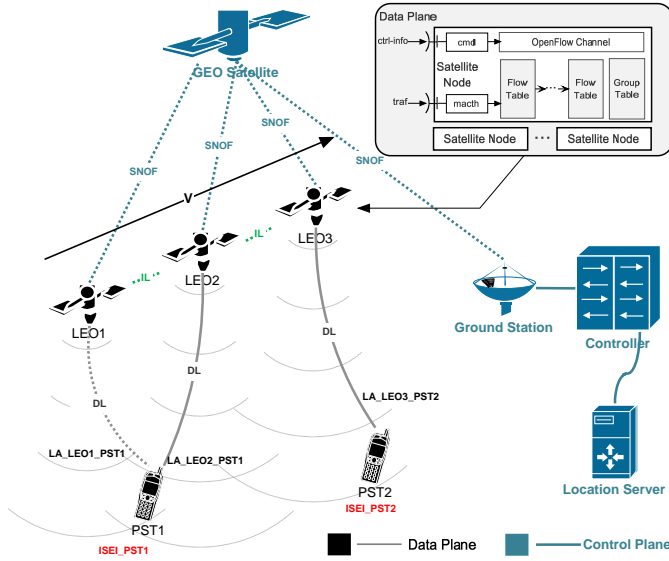 Data Plane
ctrl-info
cmdl
OpenFlow Channel
Satellite
Node
Flow
Table
Flow
Table
Group
Table
traf
macth
Satellite Node
Satellite Node
GEO Satellite
SNOF
SNOF
SNOF
SNOF
V
LEO3
IL
LEO2
IL
LEO1
Ground Station
Controller
DL
DL
DL
LA_LEO3_PST2
LA_LEO1_PST1
LA_LEO2_PST1
Location Server
PST2
ISEI_PST2
PST1
ISEI_PST1
Data Plane
Control Plane